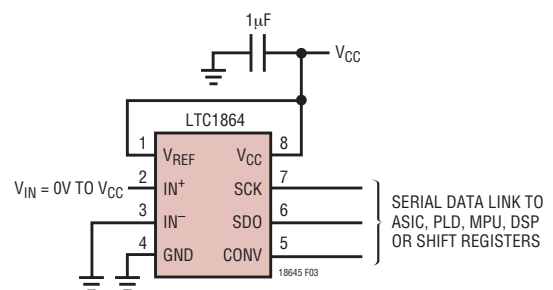 1µF
V_CC
LTC1864
1
V_REF
V_CC
8
V_IN = 0V TO V_CC
2
IN⁺
SCK
7
3
IN⁻
SDO
6
4
GND
CONV
5
SERIAL DATA LINK TO
ASIC, PLD, MPU, DSP
OR SHIFT REGISTERS
18645 F03